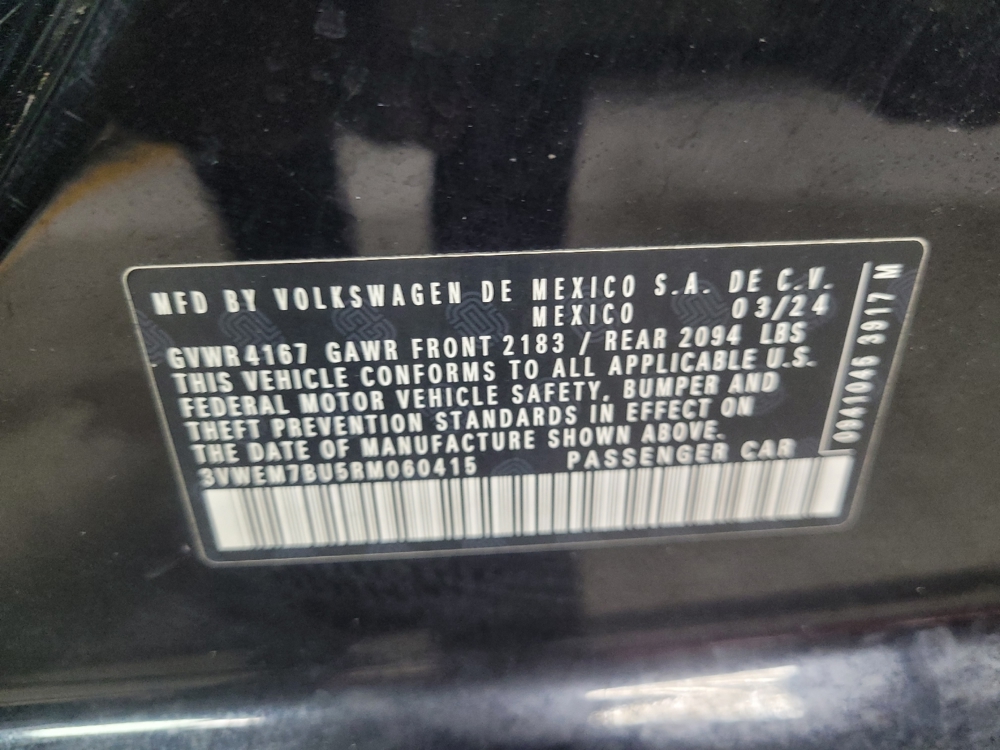 MFD BY VOLKSWAGEN DE MEXICO S.A. DE C.V.
MEXICO 03/24
GVWR 4167 GAWR FRONT 2183 / REAR 2094 LBS
THIS VEHICLE CONFORMS TO ALL APPLICABLE U.S.
FEDERAL MOTOR VEHICLE SAFETY, BUMPER AND
THEFT PREVENTION STANDARDS IN EFFECT ON
THE DATE OF MANUFACTURE SHOWN ABOVE.
3VWEM7BU5RM060415 PASSENGER CAR
0941046 3917 M